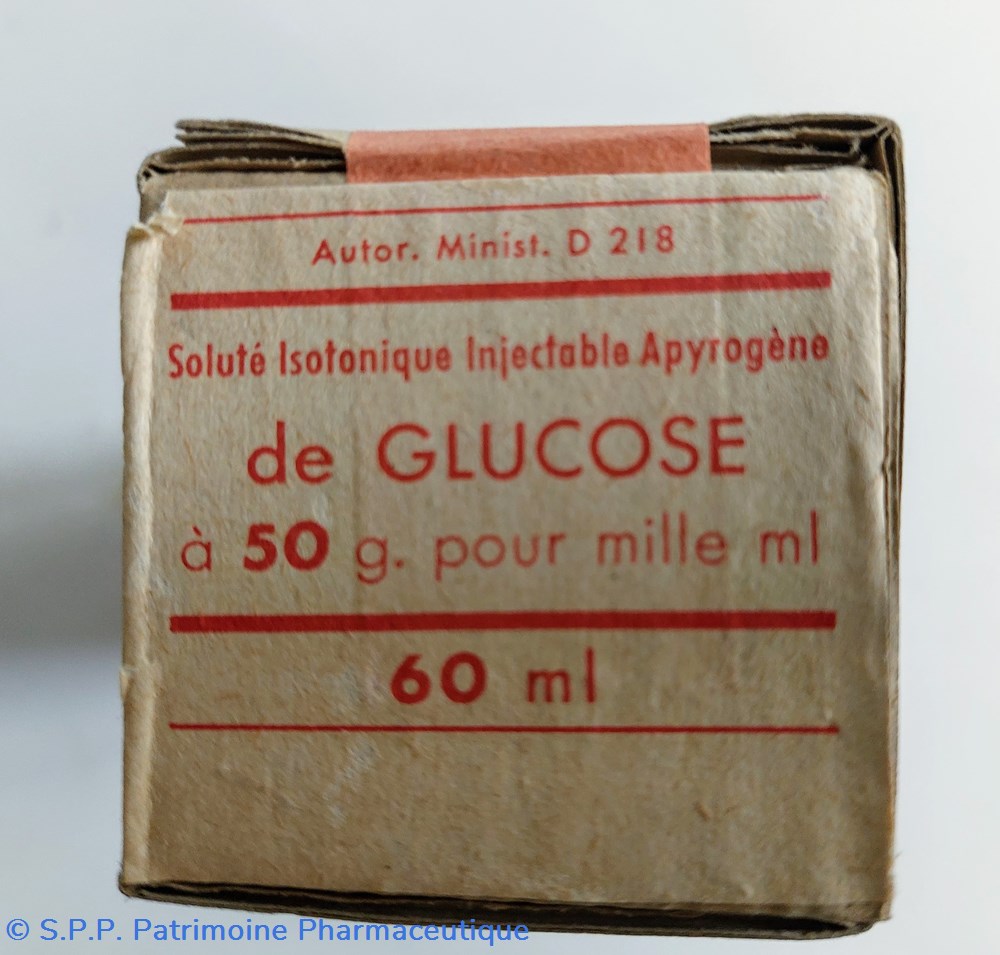 Autor. Minist. D 218
Soluté Isotonique Injectable Apyrogène
de GLUCOSE
à 50 g. pour mille ml
60 ml
© S.P.P. Patrimoine Pharmaceutique